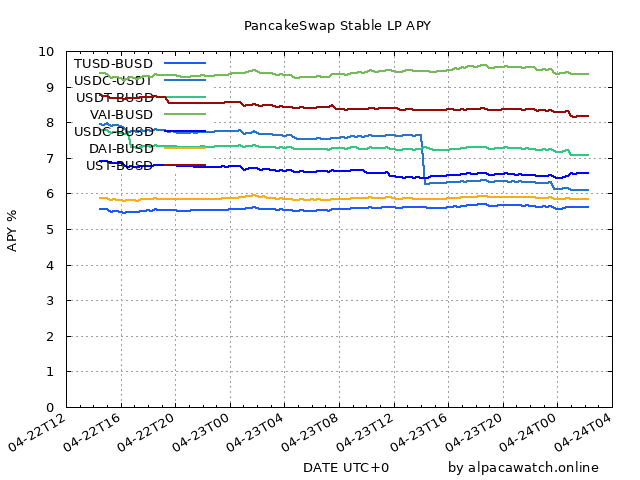 PancakeSwap Stable LP APY
10
9
8
7
6
5
4
3
2
1
0
APY %
TUSD-BUSD
USDC-USDT
USDT-BUSD
VAI-BUSD
USDC-BUSD
DAI-BUSD
UST-BUSD
04-22T12
04-22T16
04-22T20
04-23T00
04-23T04
04-23T08
04-23T12
04-23T16
04-23T20
04-24T00
04-24T04
DATE UTC+0
by alpacawatch.online